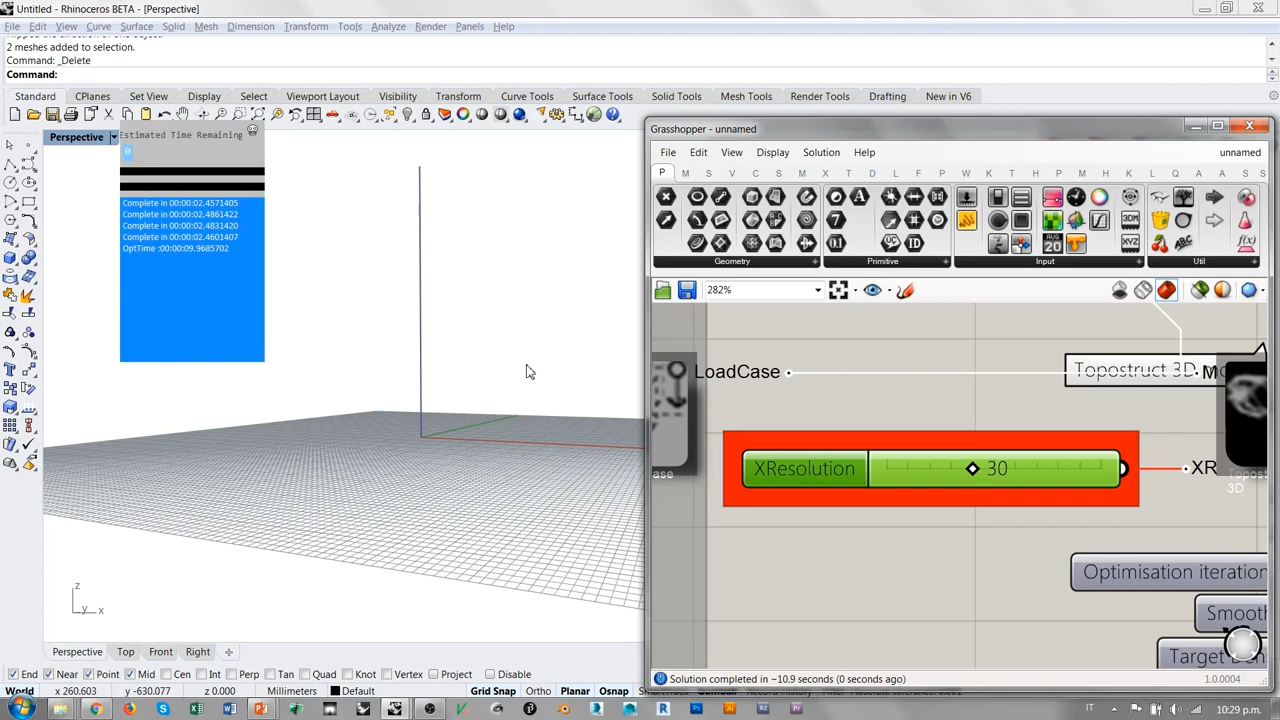 Untitled - Rhinoceros BETA - [Perspective]
File Edit View Curve Surface Solid Mesh Dimension Transform Tools Analyze Render Panels Help
2 meshes added to selection.
Command: _Delete
Command:
Standard CPlanes Set View Display Select Viewport Layout Visibility Transform Curve Tools Surface Tools Solid Tools Mesh Tools Render Tools Drafting New in V6
Perspective
Estimated Time Remaining
0
Complete in 00:00:02.4571405
Complete in 00:00:02.4861422
Complete in 00:00:02.4831420
Complete in 00:00:02.4601407
OptTime :00:00:09.9685702
z
y x
Grasshopper - unnamed
File Edit View Display Solution Help unnamed
P M S V C S M X T M K W K T H T L F P C T L E A S S
Geometry Primitive Input Util
282%
LoadCase
Topostruct 3D
XResolution 30
XR
3D
Optimisation iteration
Smooth
Solution completed in ~10.9 seconds (0 seconds ago) 1.0.0004
Perspective Top Front Right
End Near Point Mid Cen Int Perp Tan Quad Knot Vertex Project Disable
World x 260.603 y -630.077 z 0.000 Millimeters Default Grid Snap Ortho Planar Osnap
IT 10:29 p.m.